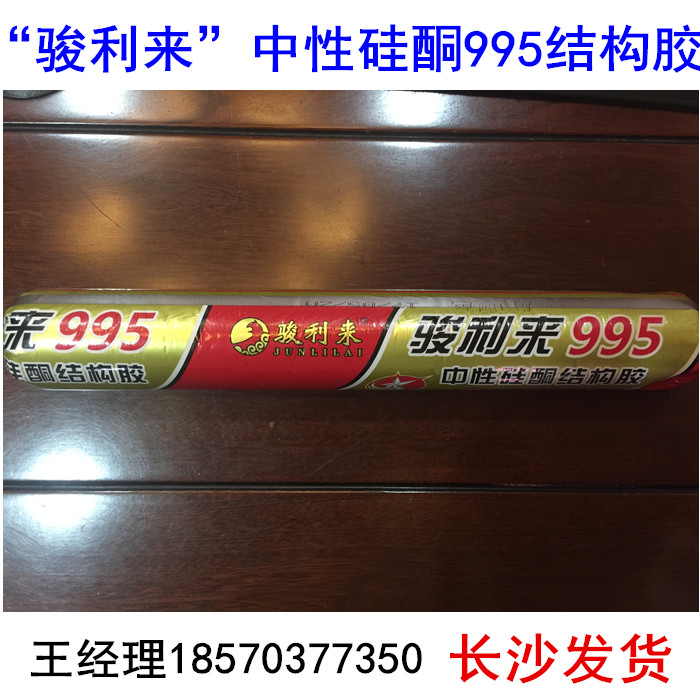 “骏利来”中性硅酮995结构胶
来995
硅酮结构胶
骏利来
JUNLILAI
骏利来995
中性硅酮结构胶
王经理18570377350 长沙发货